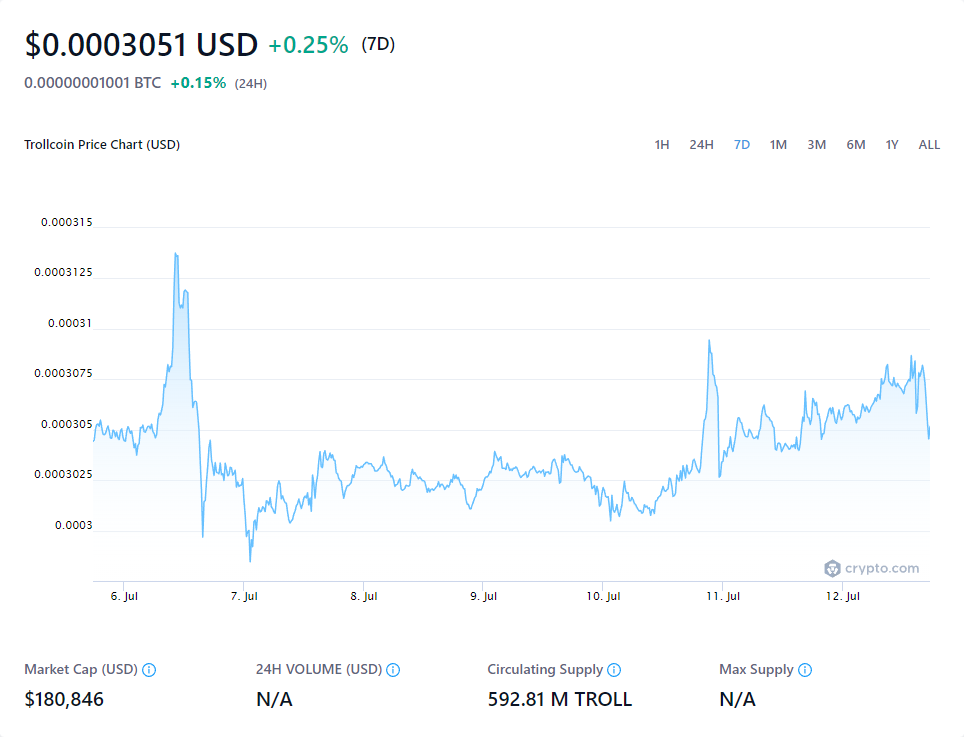 $0.0003051 USD +0.25% (7D)
0.00000001001 BTC +0.15% (24H)
Trollcoin Price Chart (USD) 1H 24H 7D 1M 3M 6M 1Y ALL
0.000315
0.0003125
0.00031
0.0003075
0.000305
0.0003025
0.0003
crypto.com
6. Jul 7. Jul 8. Jul 9. Jul 10. Jul 11. Jul 12. Jul
Market Cap (USD) 24H VOLUME (USD) Circulating Supply Max Supply
$180,846 N/A 592.81 M TROLL N/A